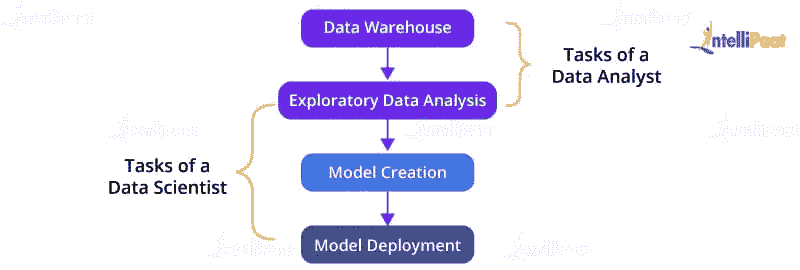 Data Warehouse
Tasks of a
Data Analyst
IntelliPaat
Exploratory Data Analysis
Tasks of a
Data Scientist
Model Creation
Model Deployment